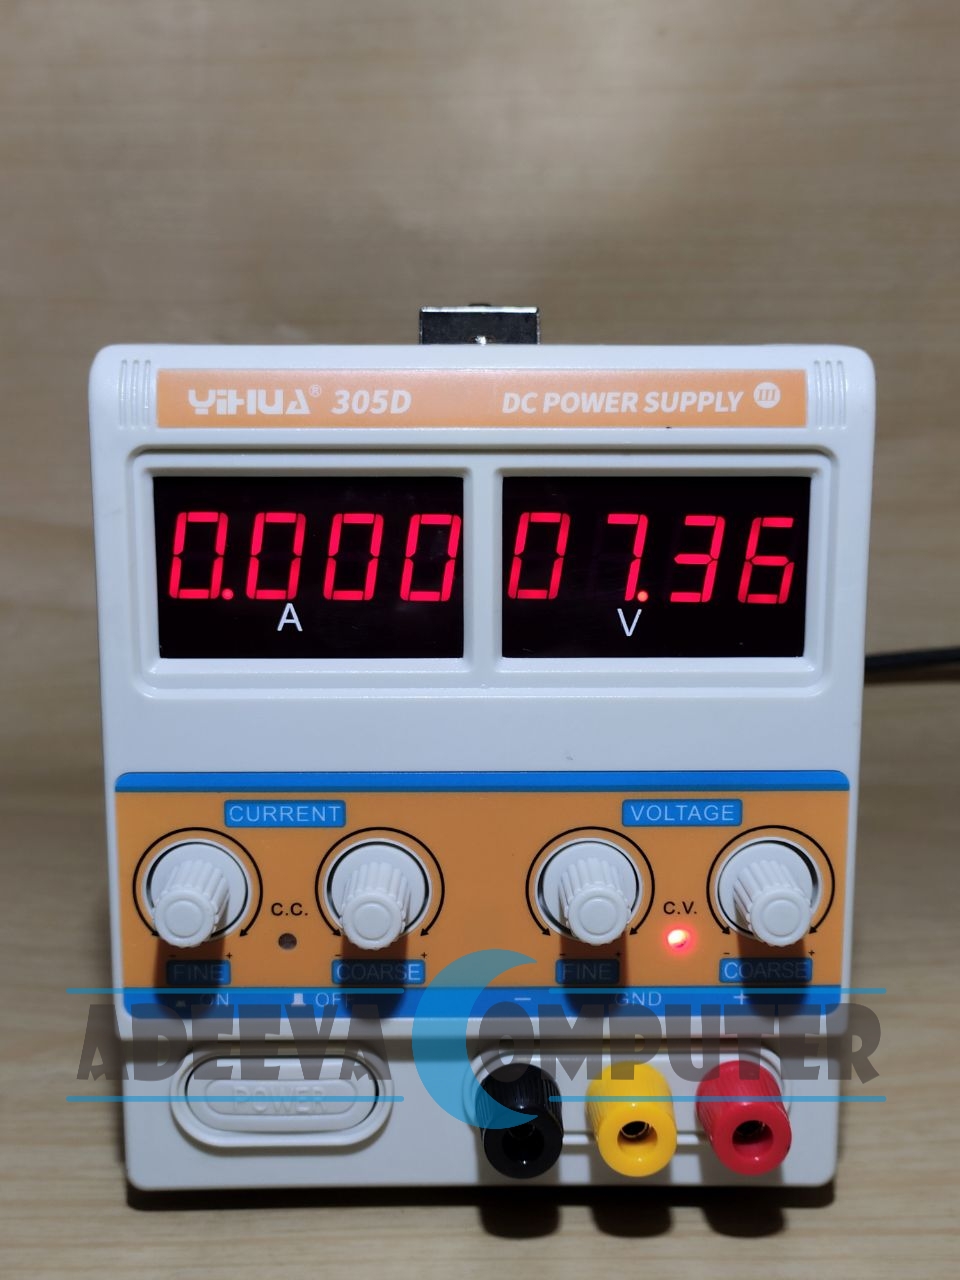 YIHUA® 305D DC POWER SUPPLY III
0.000 07.36
A V
CURRENT VOLTAGE
C.C. C.V.
- + - + - + - +
FINE COARSE FINE COARSE
ON OFF - GND +
ADEEVA COMPUTER
POWER